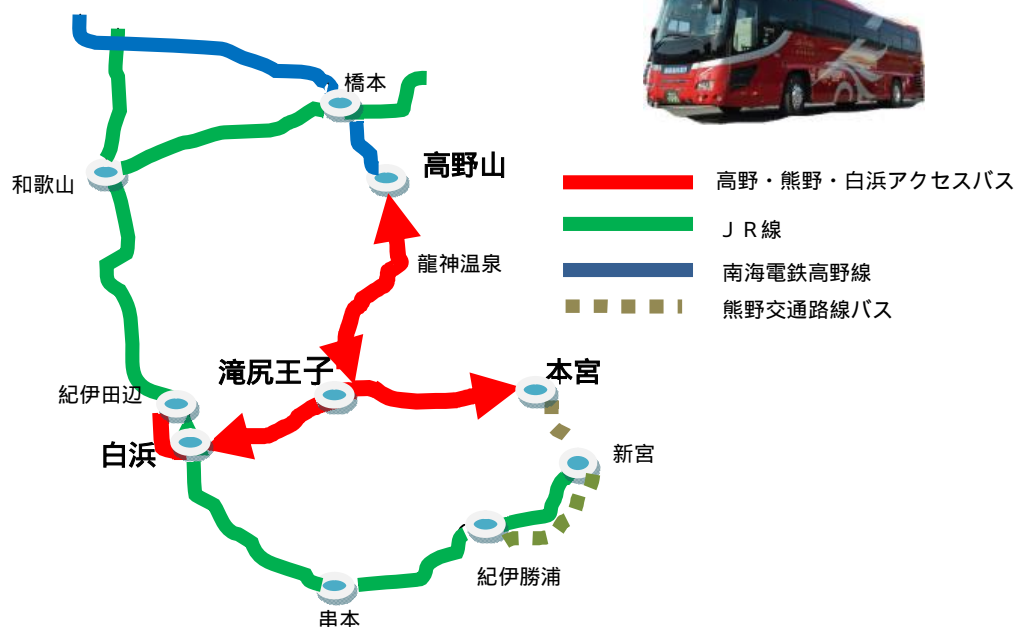 橋本
高野山
和歌山
高野・熊野・白浜アクセスバス
ＪＲ線
龍神温泉
南海電鉄高野線
熊野交通路線バス
滝尻王子
本宮
紀伊田辺
白浜
新宮
紀伊勝浦
串本